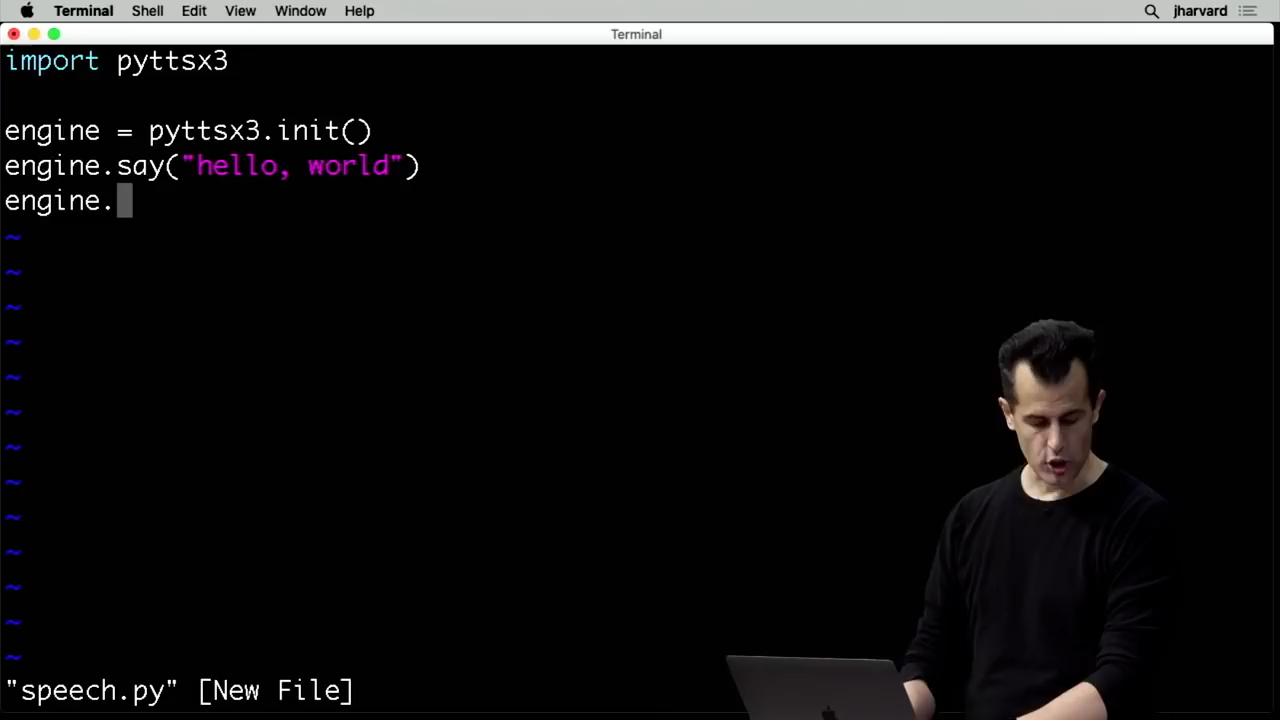 Terminal Shell Edit View Window Help jharvard
Terminal
import pyttsx3
engine = pyttsx3.init()
engine.say("hello, world")
engine.
~
~
~
~
~
~
~
~
~
~
~
~
~
"speech.py" [New File]